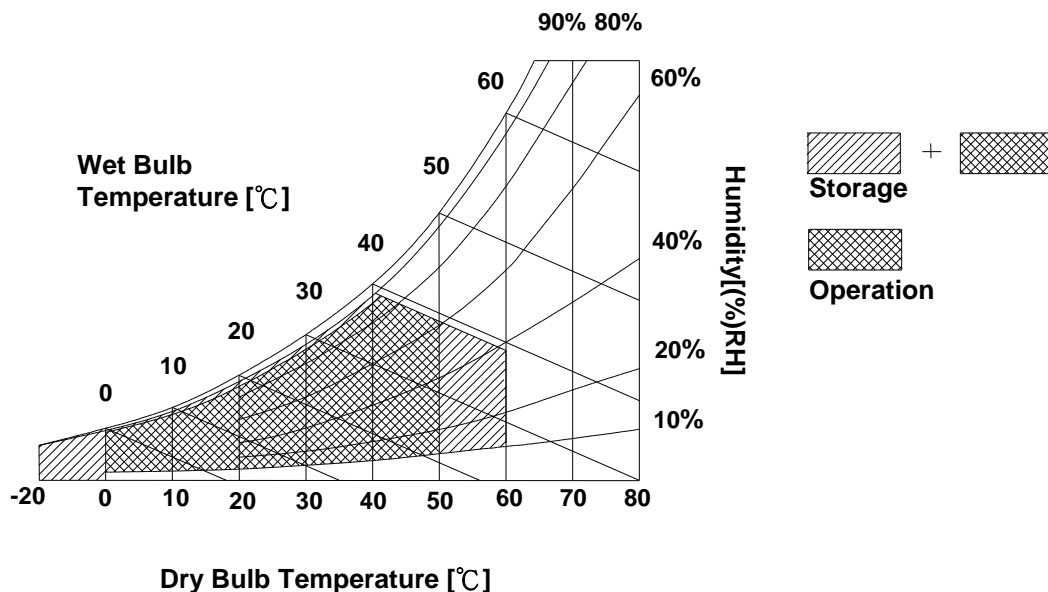 90% 80%
60
60%
Wet Bulb
Temperature [℃]
50
+
Storage
40
40%
Humidity[(%)RH]
30
Operation
20
20%
10
0
10%
-20 0 10 20 30 40 50 60 70 80
Dry Bulb Temperature [℃]